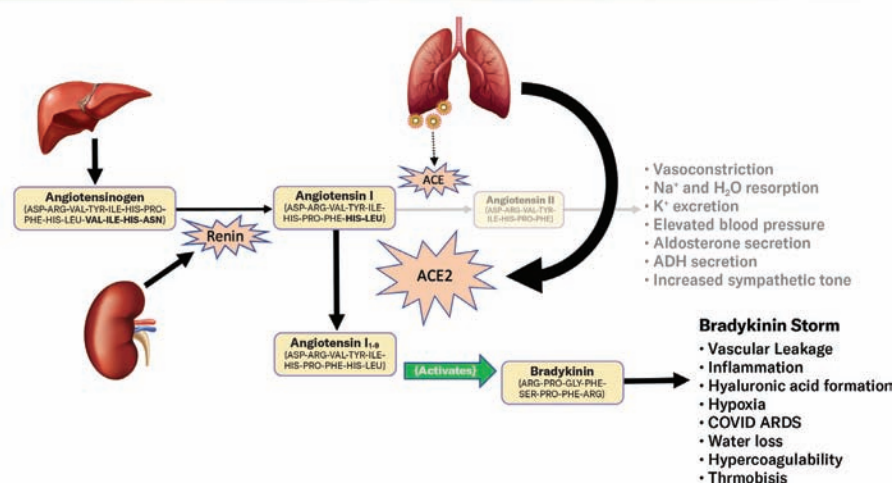 Angiotensinogen
(ASP-ARG-VAL-TYR-ILE-HIS-PRO-
PHE-HIS-LEU-VAL-ILE-HIS-ASN)
Renin
Angiotensin I
(ASP-ARG-VAL-TYR-ILE-
HIS-PRO-PHE-HIS-LEU)
ACE
Angiotensin II
(ASP-ARG-VAL-TYR-
ILE-HIS-PRO-PHE)
• Vasoconstriction
• Na⁺ and H₂O resorption
• K⁺ excretion
• Elevated blood pressure
• Aldosterone secretion
• ADH secretion
• Increased sympathetic tone
ACE2
Angiotensin I₁₋₉
(ASP-ARG-VAL-TYR-ILE-
HIS-PRO-PHE-HIS-LEU)
(Activates)
Bradykinin
(ARG-PRO-GLY-PHE-
SER-PRO-PHE-ARG)
Bradykinin Storm
• Vascular Leakage
• Inflammation
• Hyaluronic acid formation
• Hypoxia
• COVID ARDS
• Water loss
• Hypercoagulability
• Thrmobisis